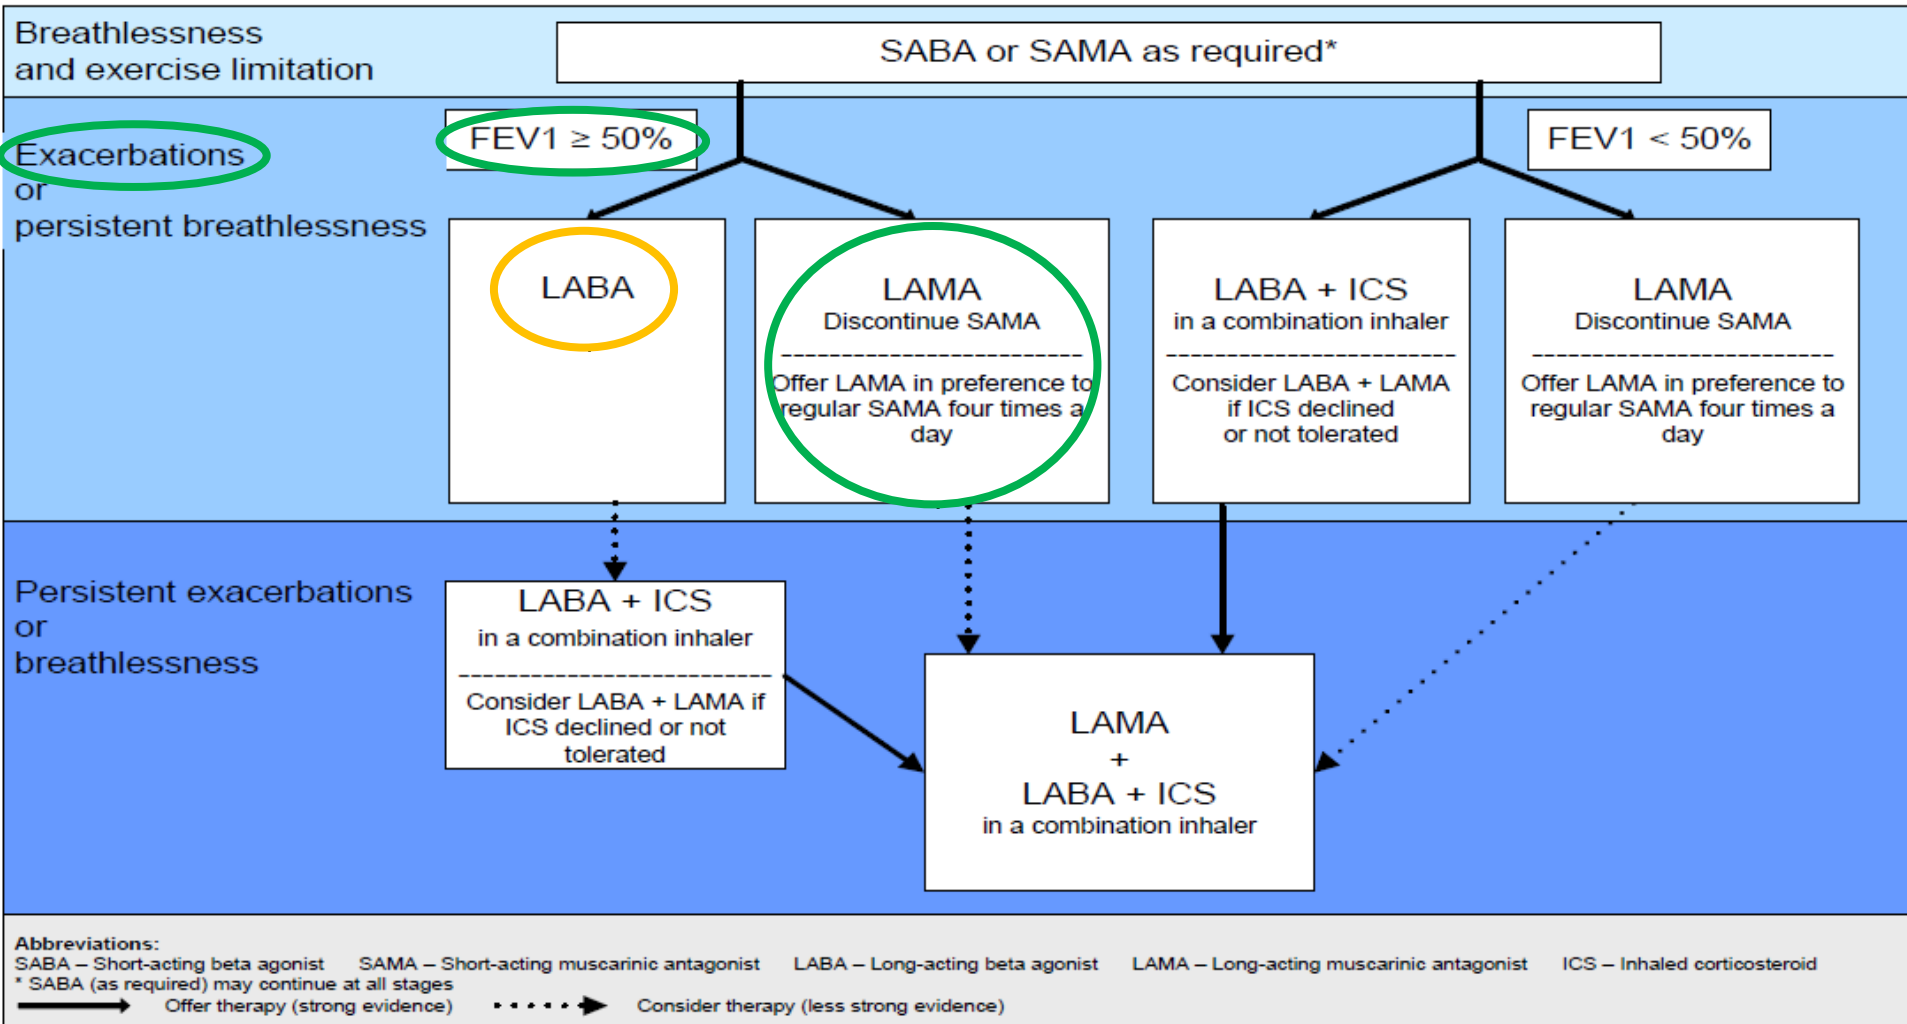 Breathlessness
and exercise limitation
SABA or SAMA as required*
Exacerbations
or
persistent breathlessness
FEV1 ≥ 50%
FEV1 < 50%
LABA
LAMA
Discontinue SAMA
---------------------------
Offer LAMA in preference to
regular SAMA four times a
day
LABA + ICS
in a combination inhaler
--------------------------
Consider LABA + LAMA
if ICS declined
or not tolerated
LAMA
Discontinue SAMA
---------------------------
Offer LAMA in preference to
regular SAMA four times a
day
Persistent exacerbations
or
breathlessness
LABA + ICS
in a combination inhaler
----------------------------
Consider LABA + LAMA if
ICS declined or not
tolerated
LAMA
+
LABA + ICS
in a combination inhaler
Abbreviations:
SABA – Short-acting beta agonist SAMA – Short-acting muscarinic antagonist LABA – Long-acting beta agonist LAMA – Long-acting muscarinic antagonist ICS – Inhaled corticosteroid
* SABA (as required) may continue at all stages
Offer therapy (strong evidence) Consider therapy (less strong evidence)